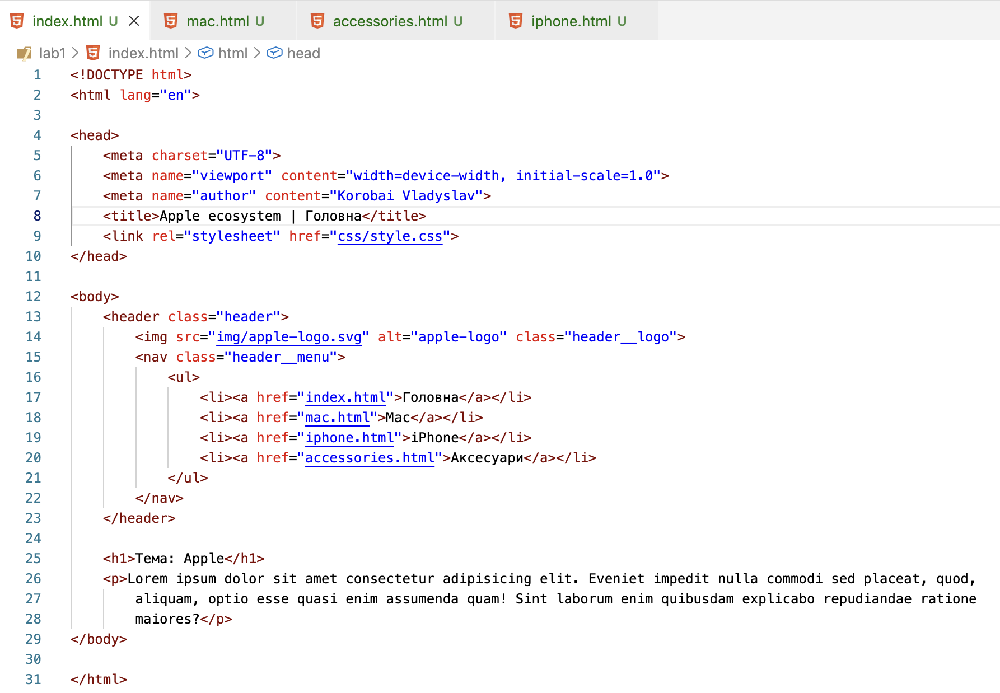 index.html U
mac.html U
accessories.html U
iphone.html U
lab1 > index.html > html > head
1 <!DOCTYPE html>
2 <html lang="en">
3
4 <head>
5 <meta charset="UTF-8">
6 <meta name="viewport" content="width=device-width, initial-scale=1.0">
7 <meta name="author" content="Korobai Vladyslav">
8 <title>Apple ecosystem | Головна</title>
9 <link rel="stylesheet" href="css/style.css">
10 </head>
11
12 <body>
13 <header class="header">
14 <img src="img/apple-logo.svg" alt="apple-logo" class="header__logo">
15 <nav class="header__menu">
16 <ul>
17 <li><a href="index.html">Головна</a></li>
18 <li><a href="mac.html">Mac</a></li>
19 <li><a href="iphone.html">iPhone</a></li>
20 <li><a href="accessories.html">Аксесуари</a></li>
21 </ul>
22 </nav>
23 </header>
24
25 <h1>Тема: Apple</h1>
26 <p>Lorem ipsum dolor sit amet consectetur adipisicing elit. Eveniet impedit nulla commodi sed placeat, quod,
27 aliquam, optio esse quasi enim assumenda quam! Sint laborum enim quibusdam explicabo repudiandae ratione
28 maiores?</p>
29 </body>
30
31 </html>